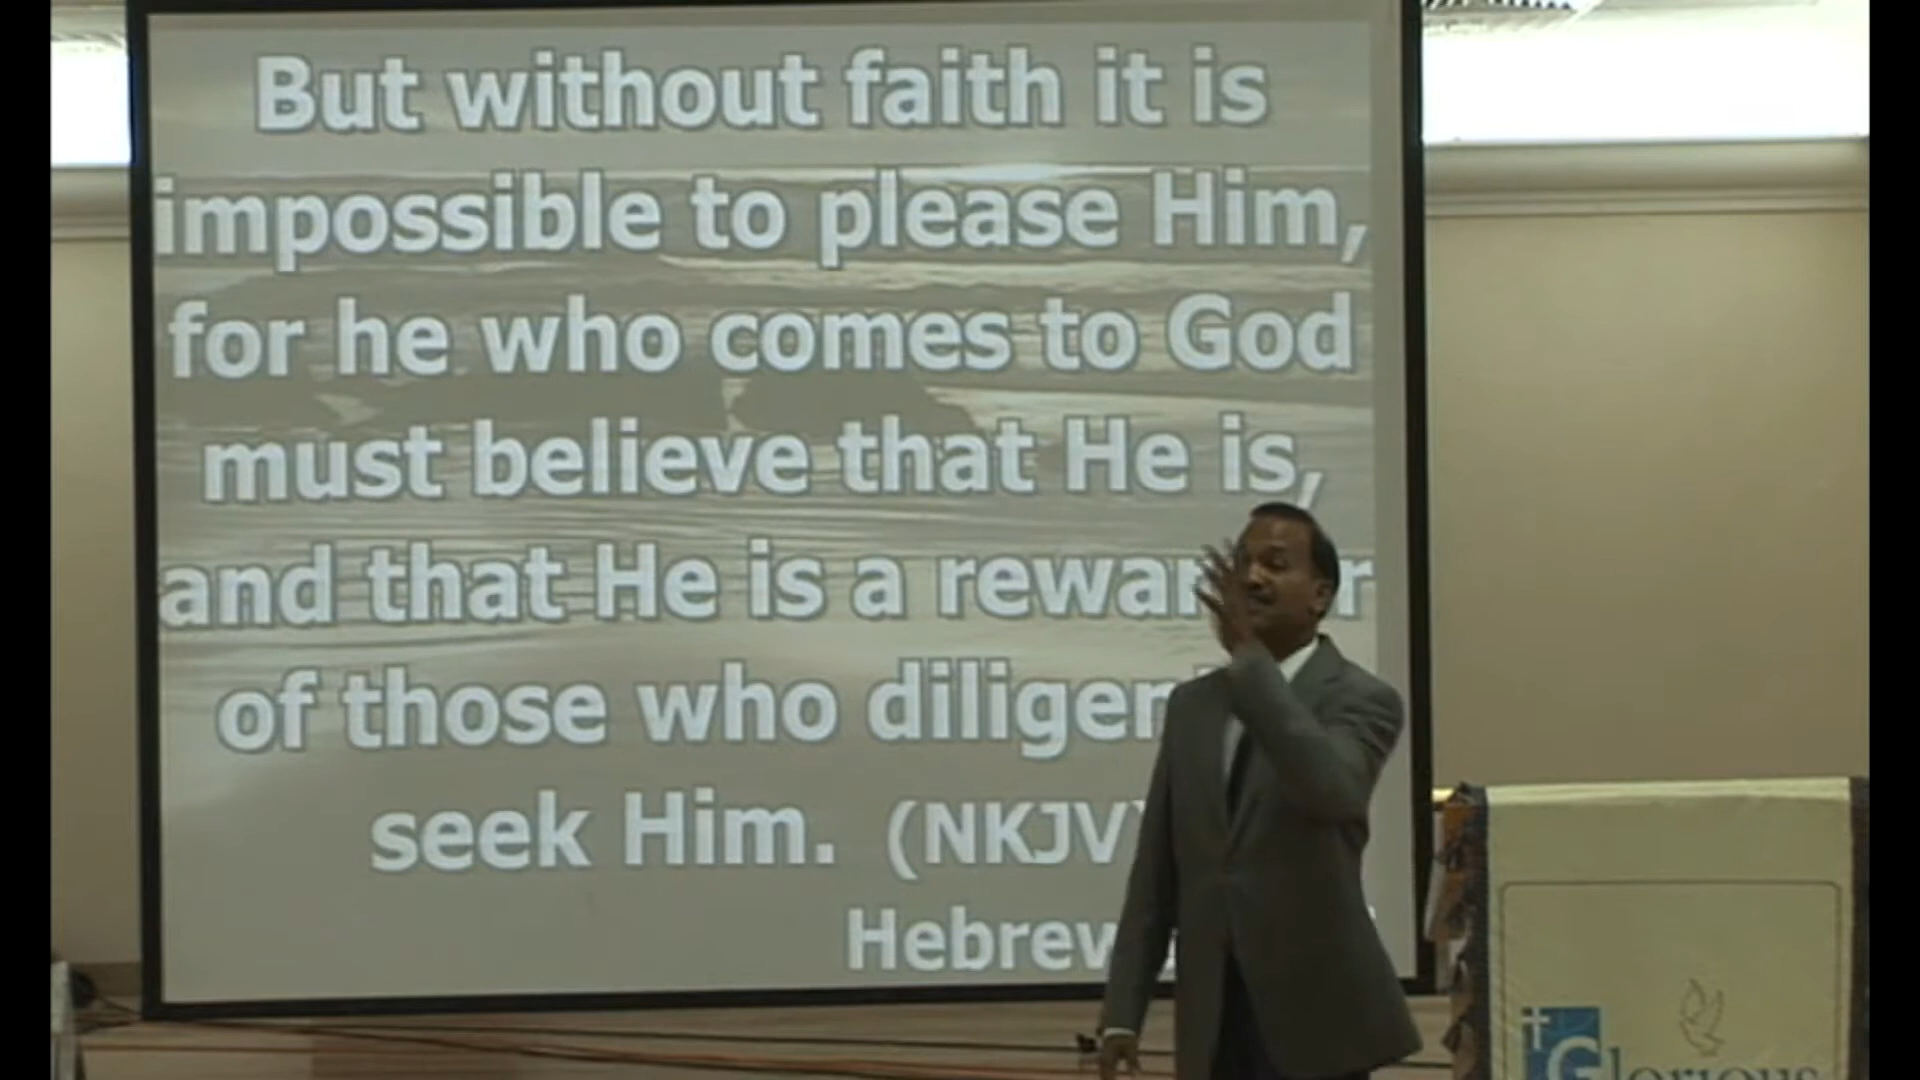 But without faith it is
impossible to please Him,
for he who comes to God
must believe that He is,
and that He is a
of those who
seek Him. (NKJV
Glorious